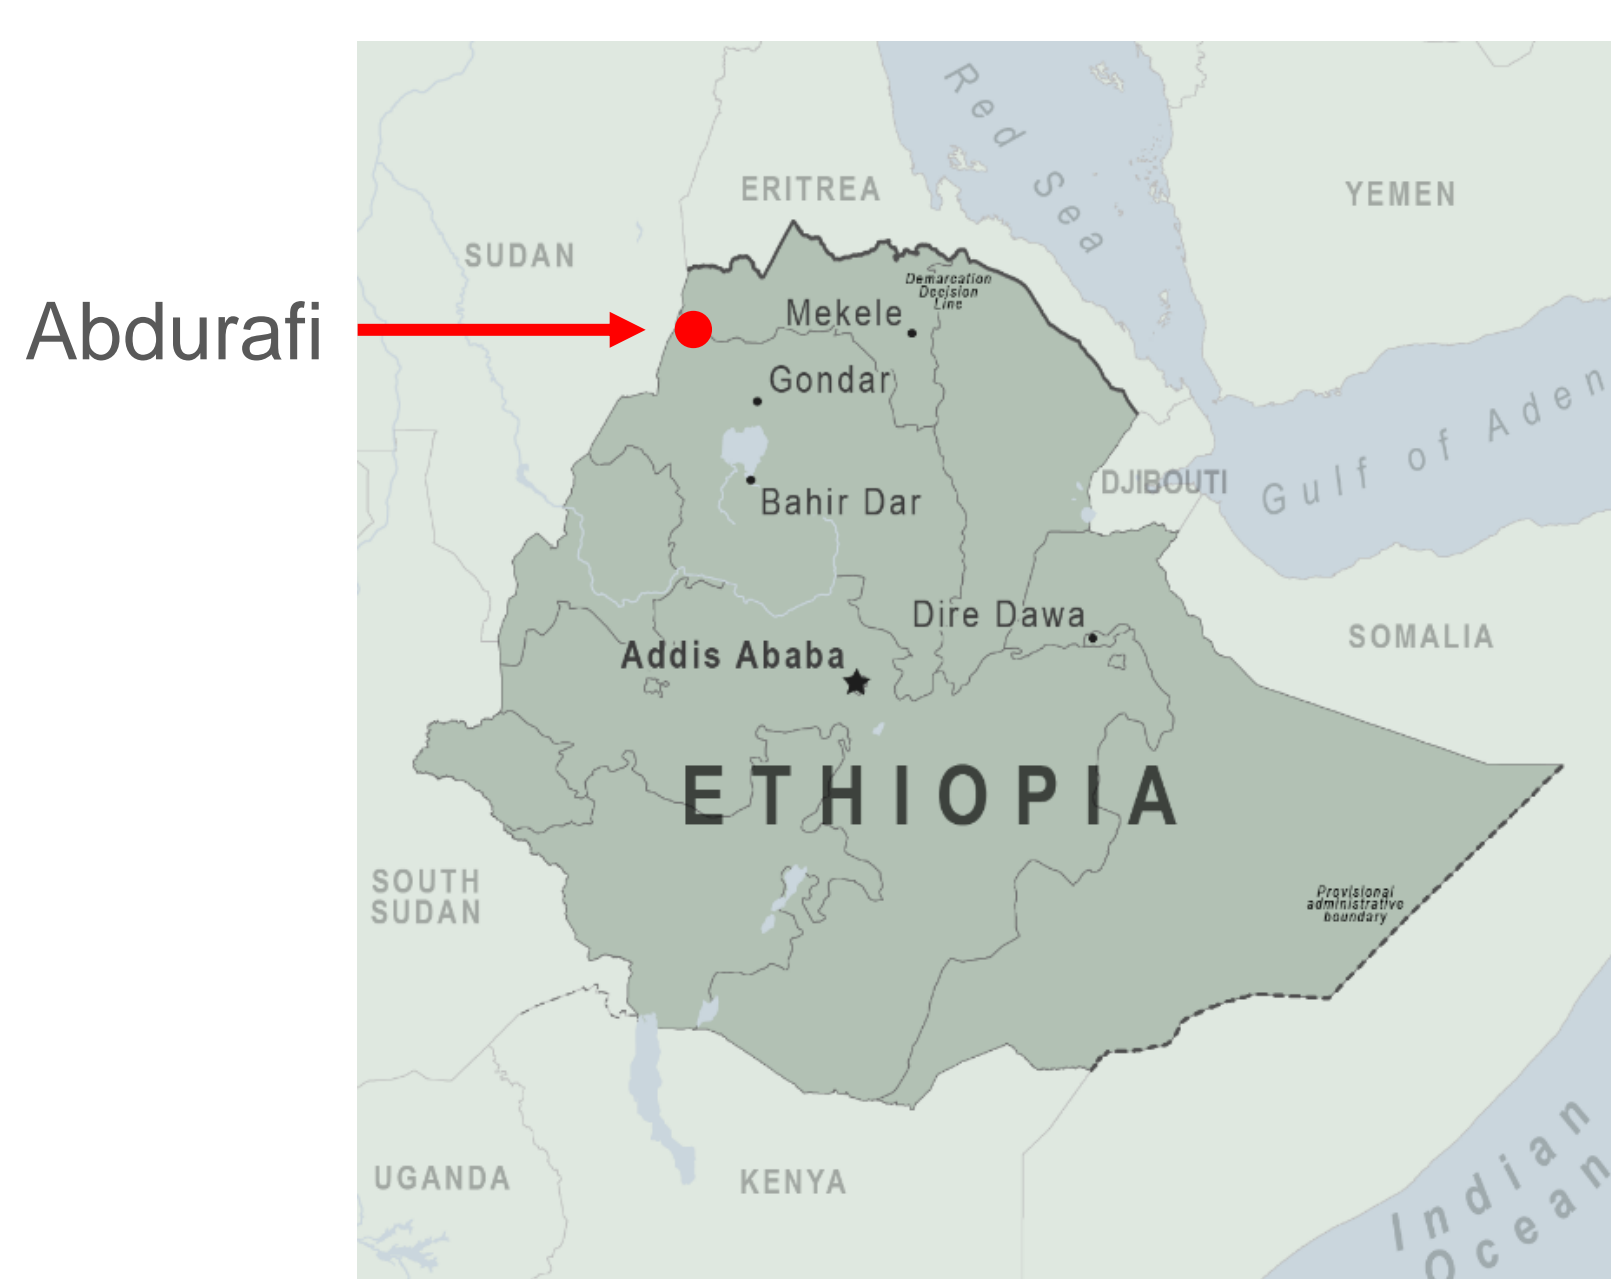 Red Sea
ERITREA
YEMEN
SUDAN
Demarcation
Decision
Line
Abdurafi
Mekele
Gondar
Gulf of Aden
DJIBOUTI
Bahir Dar
Dire Dawa
Addis Ababa
SOMALIA
ETHIOPIA
SOUTH
SUDAN
Provisional
administrative
boundary
UGANDA
KENYA
Indian
Ocean